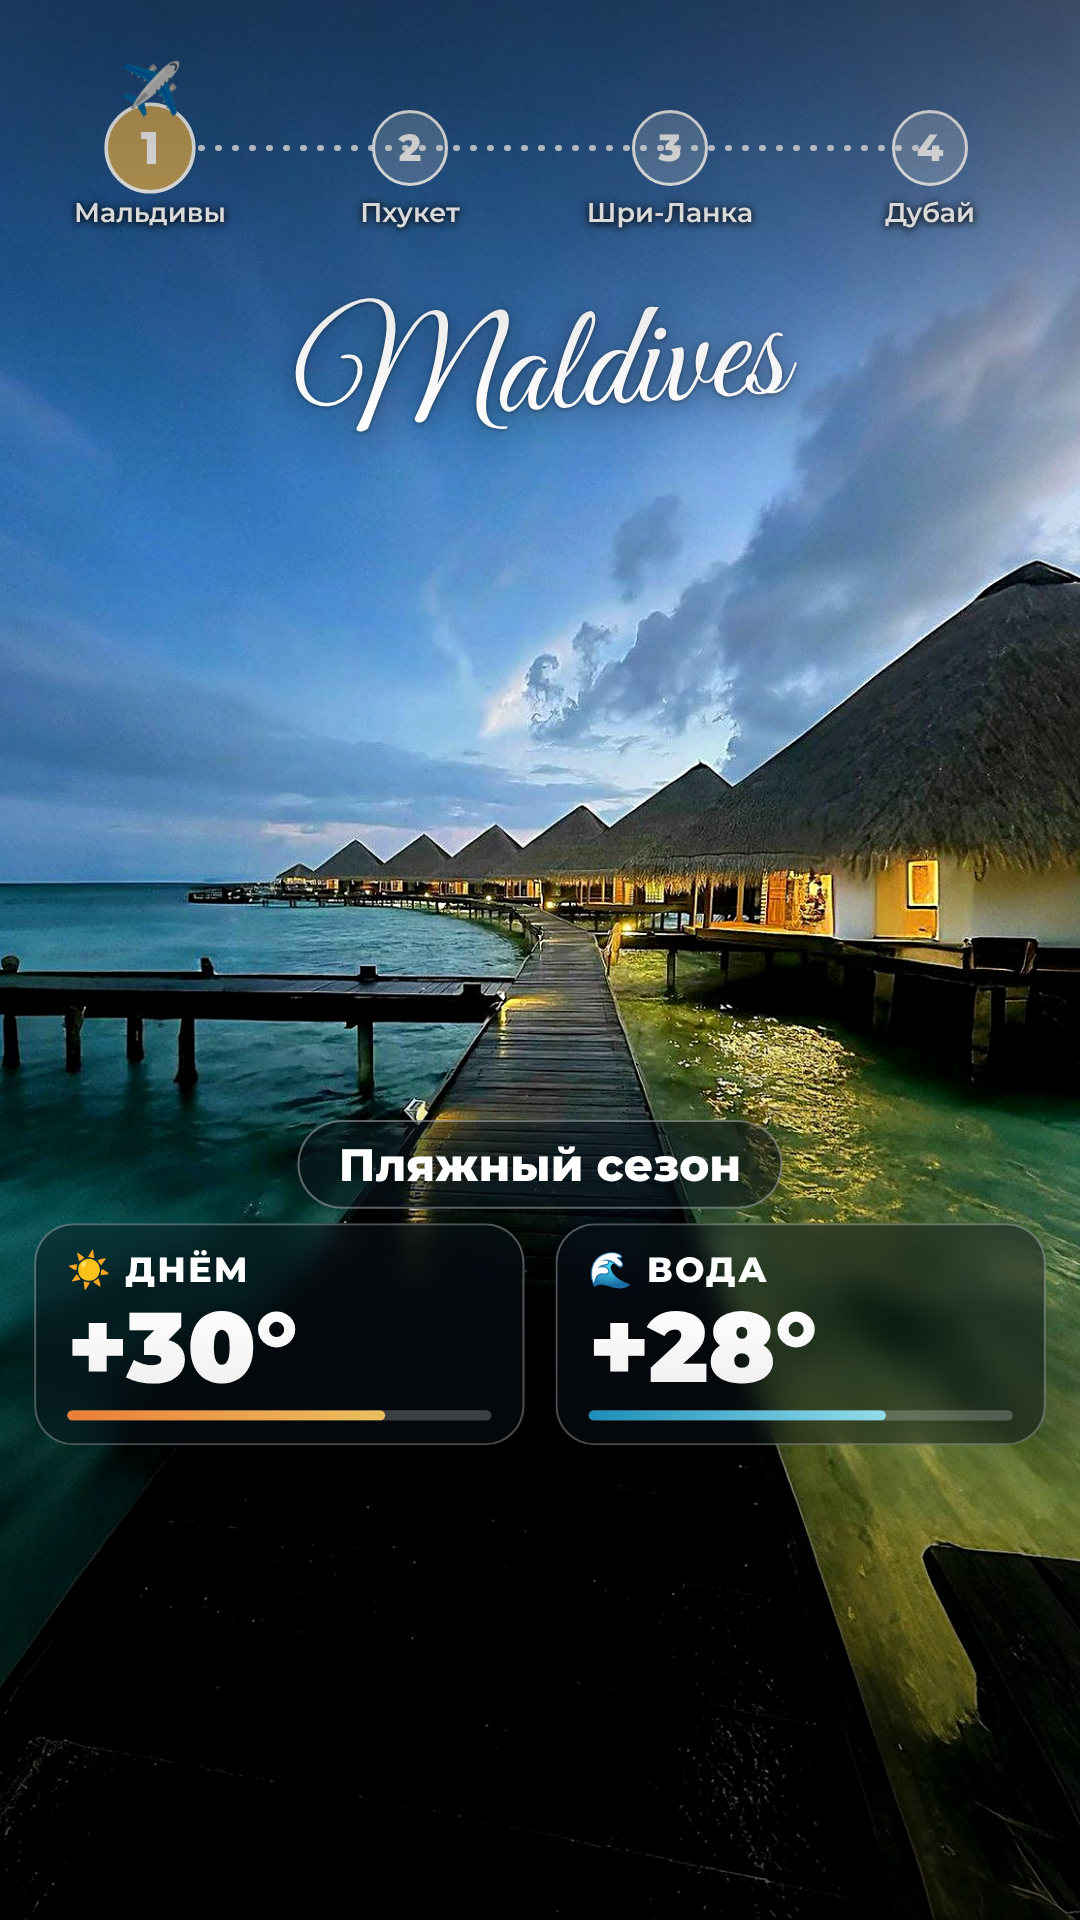 1 2 3 4
Мальдивы Пхукет Шри-Ланка Дубай
Maldives
Пляжный сезон
ДНЁМ
+30°
ВОДА
+28°